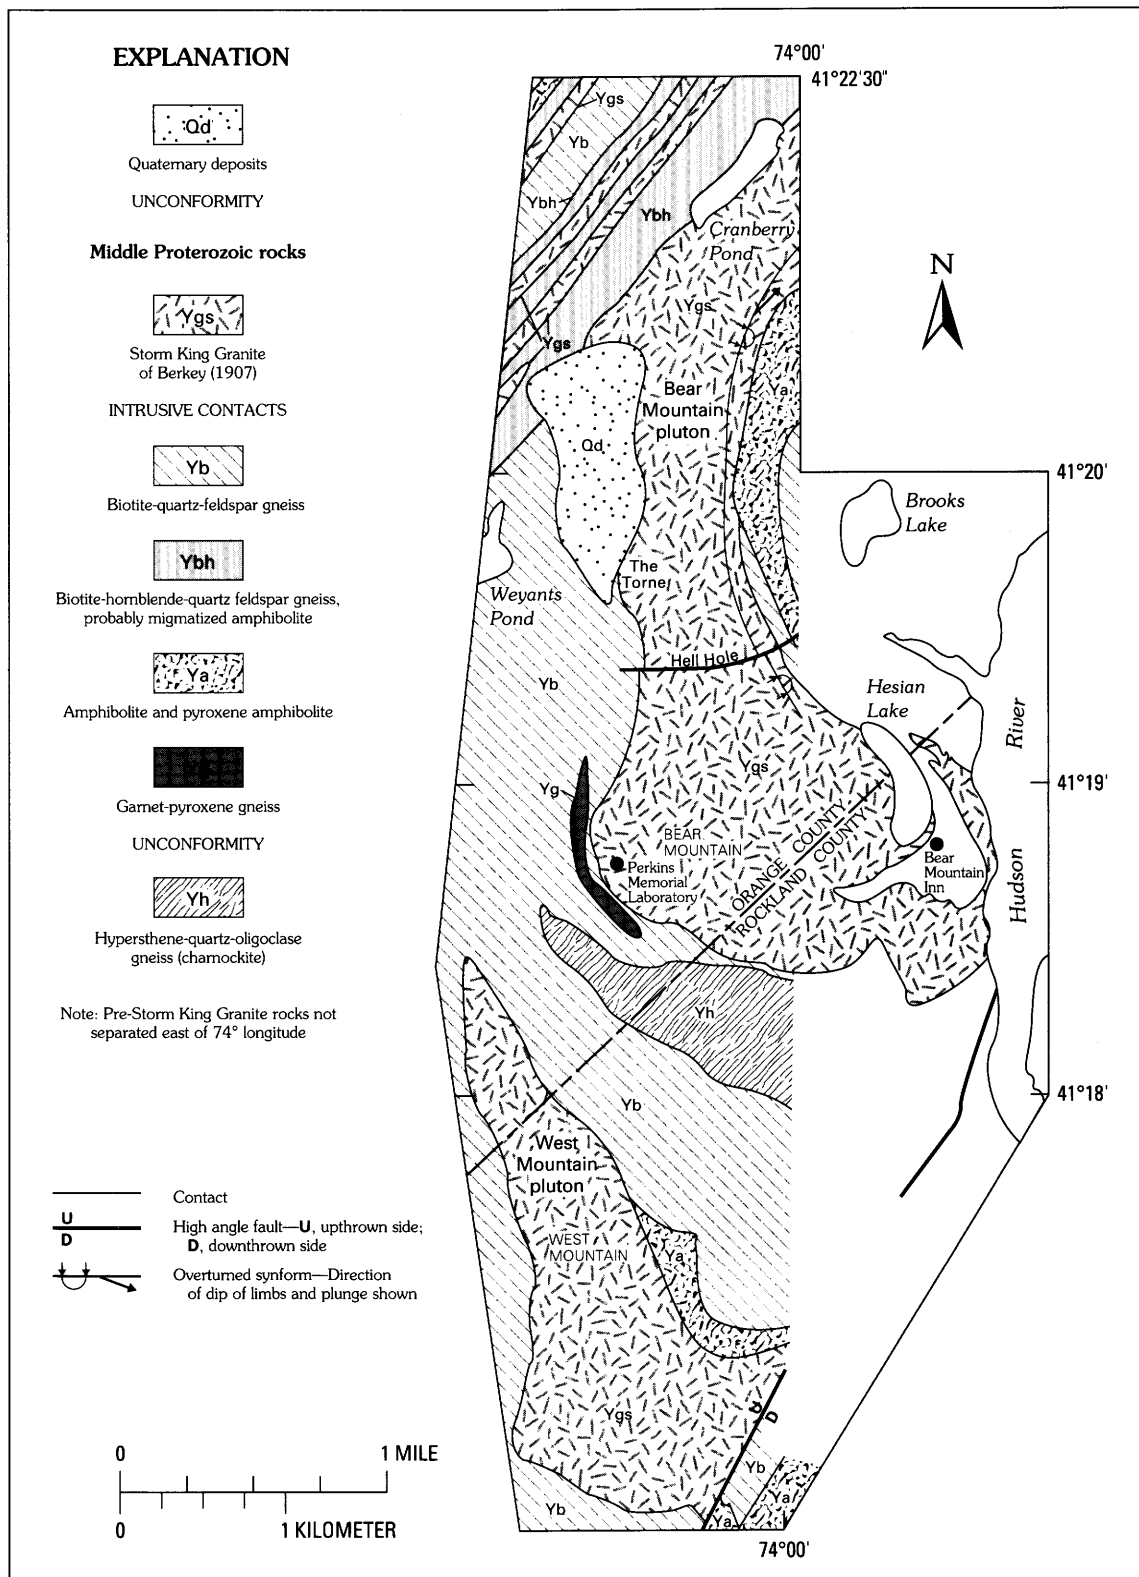 EXPLANATION
Qd
Quaternary deposits
UNCONFORMITY
Middle Proterozoic rocks
Ygs
Storm King Granite
of Berkey (1907)
INTRUSIVE CONTACTS
Yb
Biotite-quartz-feldspar gneiss
Ybh
Biotite-hornblende-quartz feldspar gneiss,
probably migmatized amphibolite
Ya
Amphibolite and pyroxene amphibolite
Garnet-pyroxene gneiss
UNCONFORMITY
Yh
Hypersthene-quartz-oligoclase
gneiss (charnockite)
Note: Pre-Storm King Granite rocks not
separated east of 74° longitude
Contact
U
D
High angle fault—U, upthrown side;
D, downthrown side
Overturned synform—Direction
of dip of limbs and plunge shown
0
1 MILE
0
1 KILOMETER
74°00'
41°22'30"
Ygs
Yb
Ybh
Ybh
Cranberry
Pond
N
Ygs
Ygs
Bear
Mountain
pluton
Ya
Qd
41°20'
Brooks
Lake
The
Torne
Weyants
Pond
Hell Hole
Yb
Hesian
Lake
River
Ygs
41°19'
Yg
BEAR
MOUNTAIN
ORANGE COUNTY
ROCKLAND COUNTY
Perkins
Memorial
Laboratory
Bear
Mountain
Inn
Hudson
Yh
41°18'
Yb
West
Mountain
pluton
WEST
MOUNTAIN
Ya
U
D
Ygs
Yb
Yb
Ya
Ya
74°00'